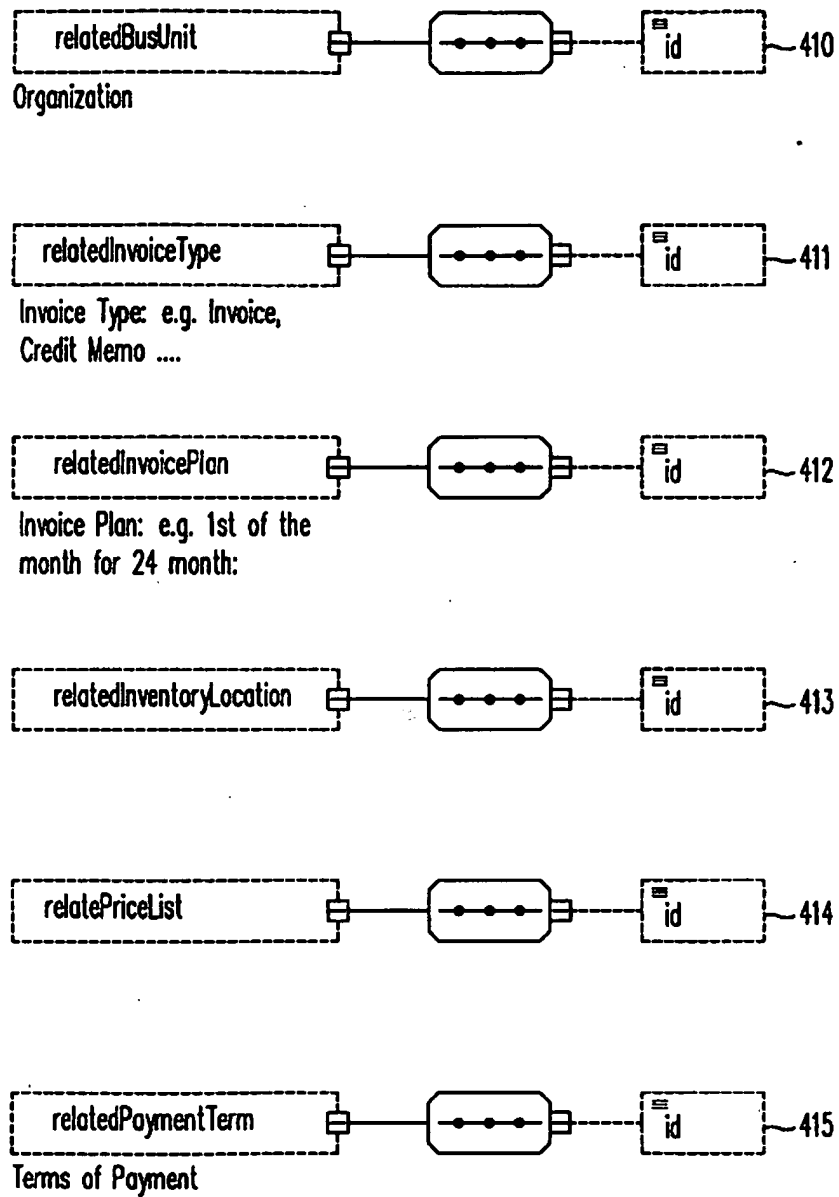 relatedBusUnit
id
410
Organization
relatedInvoiceType
id
411
Invoice Type: e.g. Invoice,
Credit Memo ....
relatedInvoicePlan
id
412
Invoice Plan: e.g. 1st of the
month for 24 month:
relatedInventoryLocation
id
413
relatePriceList
id
414
relatedPaymentTerm
id
415
Terms of Payment